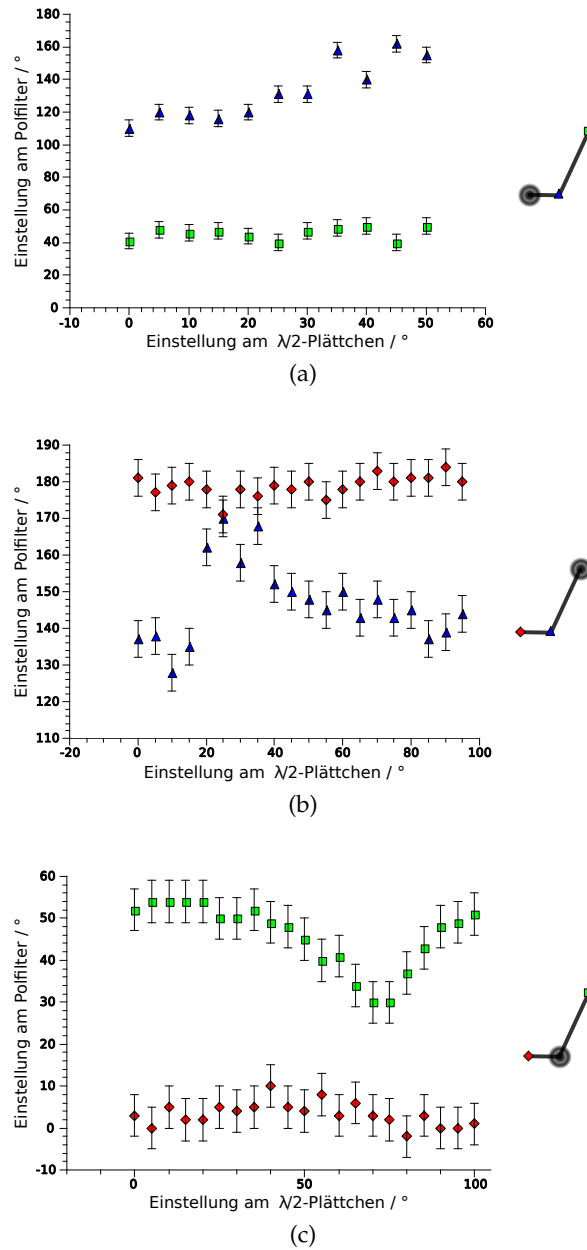 Einstellung am Polfilter / °
180
160
140
120
100
80
60
40
20
0
-10 0 10 20 30 40 50 60
Einstellung am λ/2-Plättchen / °
(a)
Einstellung am Polfilter / °
190
180
170
160
150
140
130
120
110
-20 0 20 40 60 80 100
Einstellung am λ/2-Plättchen / °
(b)
Einstellung am Polfilter / °
60
50
40
30
20
10
0
-10
0 50 100
Einstellung am λ/2-Plättchen / °
(c)